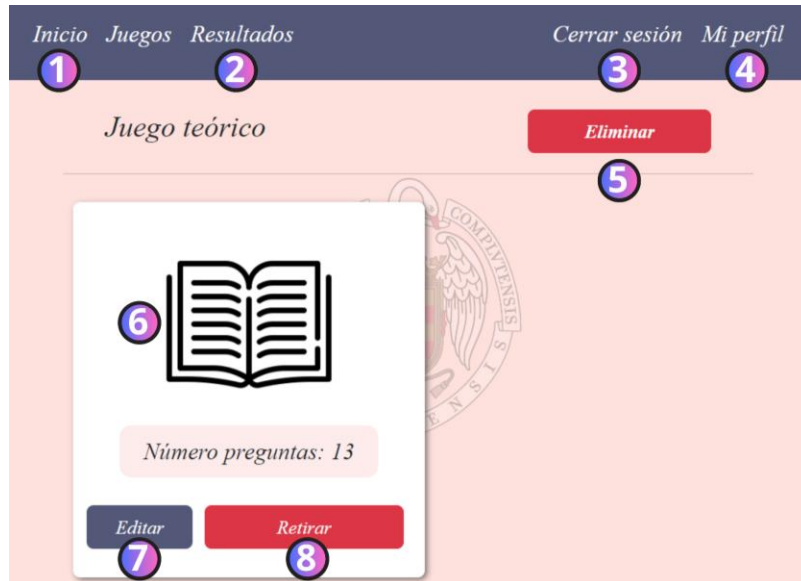 Inicio Juegos Resultados Cerrar sesión Mi perfil
1 2 3 4
Juego teórico Eliminar
5
COMPLVTENSIS
6
Número preguntas: 13
Editar Retirar
7 8